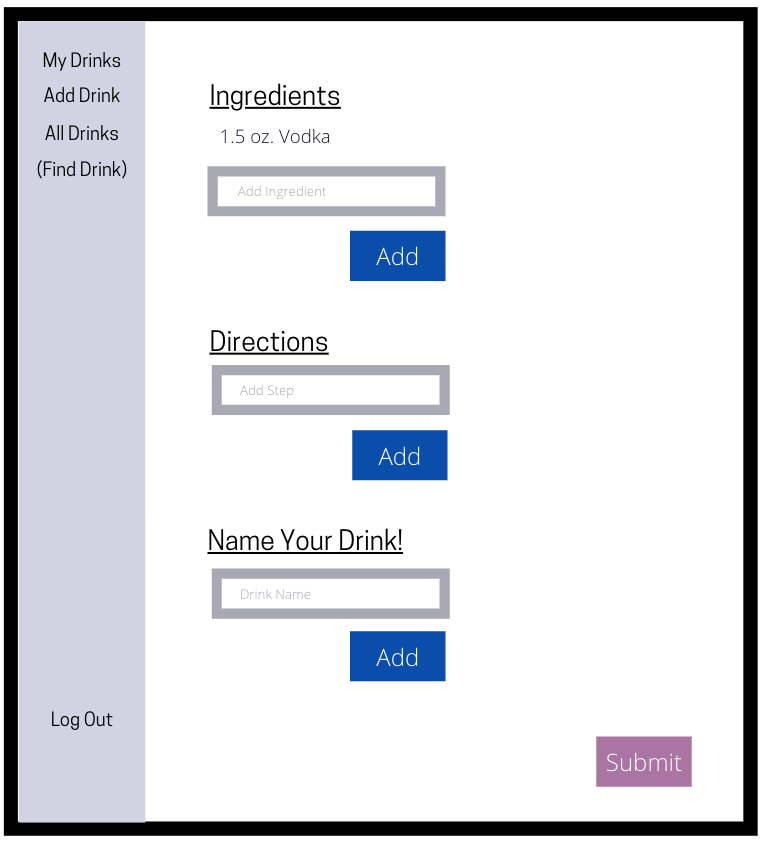 My Drinks
Add Drink
All Drinks
(Find Drink)
Log Out
Ingredients
1.5 oz. Vodka
Add Ingredient
Add
Directions
Add Step
Add
Name Your Drink!
Drink Name
Add
Submit